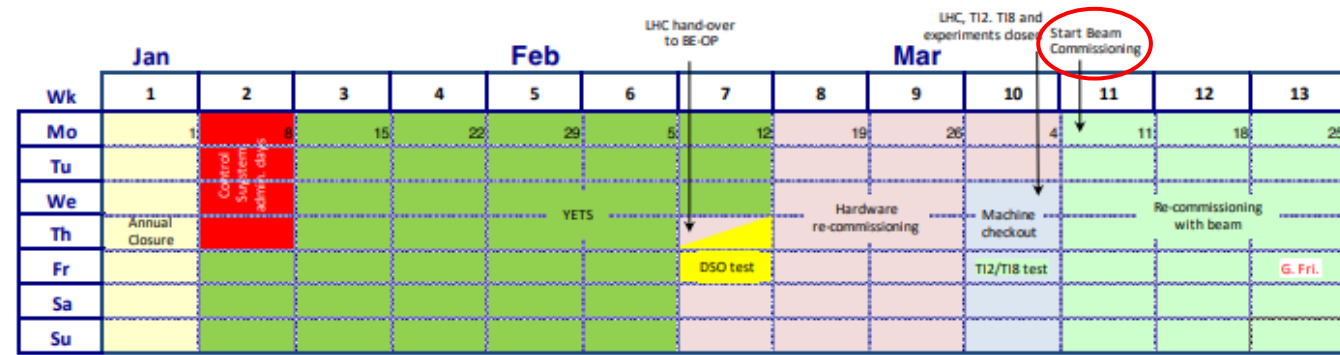 LHC hand-over
to BE-OP
LHC, TI2. TI8 and
experiments closed
Start Beam
Commissioning
Jan Feb Mar
Wk 1 2 3 4 5 6 7 8 9 10 11 12 13
Mo 1 8 15 22 29 5 12 19 26 4 11 18 25
Tu
We
Th
Fr
Sa
Su
Annual
Closure
Control
Sustem
admin. days
YETS
DSO test
Hardware
re-commissioning
Machine
checkout
TI2/TI8 test
Re-commissioning
with beam
G. Fri.